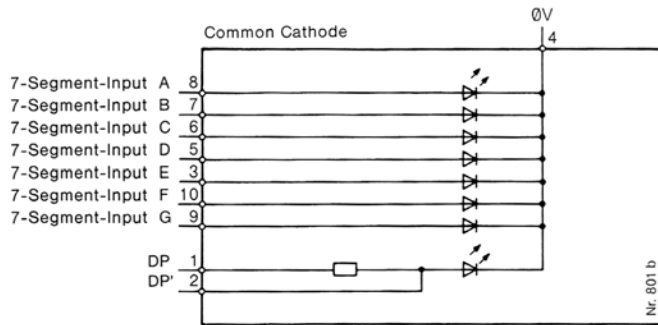 0V
4
Common Cathode
7-Segment-Input A 8
7-Segment-Input B 7
7-Segment-Input C 6
7-Segment-Input D 5
7-Segment-Input E 3
7-Segment-Input F 10
7-Segment-Input G 9
DP 1
DP' 2
Nr. 801 b